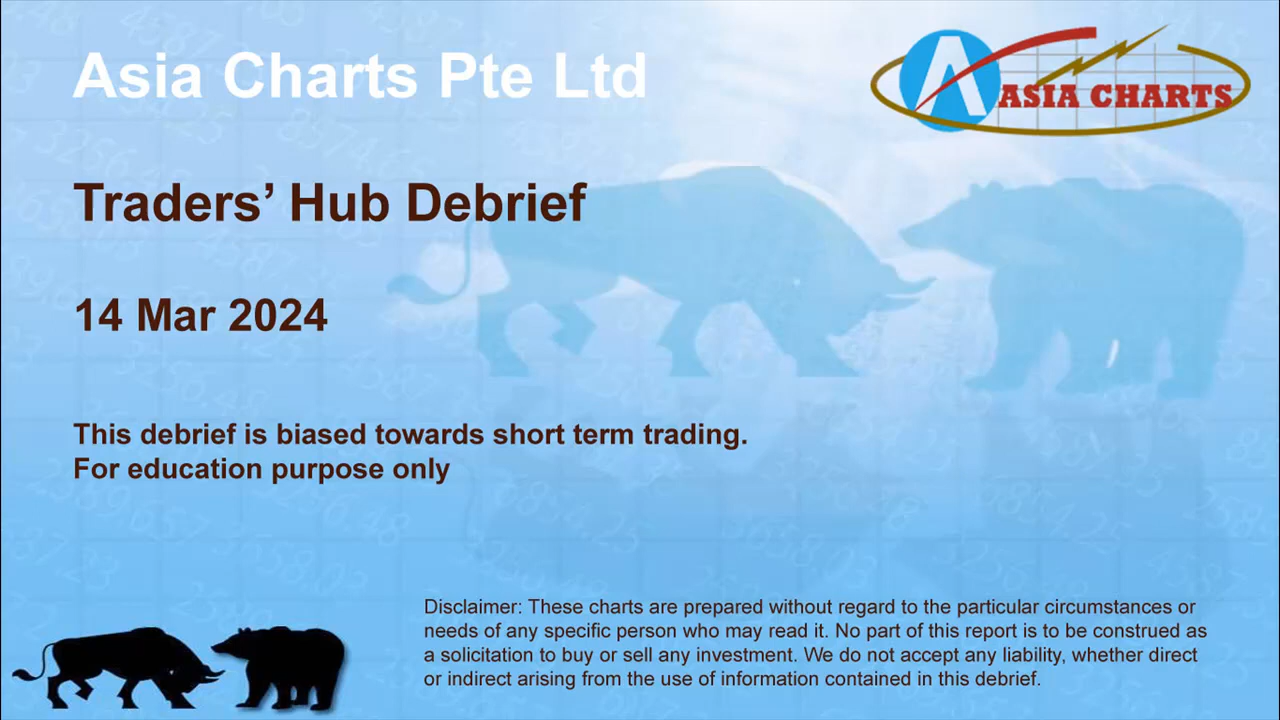 Asia Charts Pte Ltd
A ASIA CHARTS
Traders’ Hub Debrief
14 Mar 2024
This debrief is biased towards short term trading.
For education purpose only
Disclaimer: These charts are prepared without regard to the particular circumstances or
needs of any specific person who may read it. No part of this report is to be construed as
a solicitation to buy or sell any investment. We do not accept any liability, whether direct
or indirect arising from the use of information contained in this debrief.